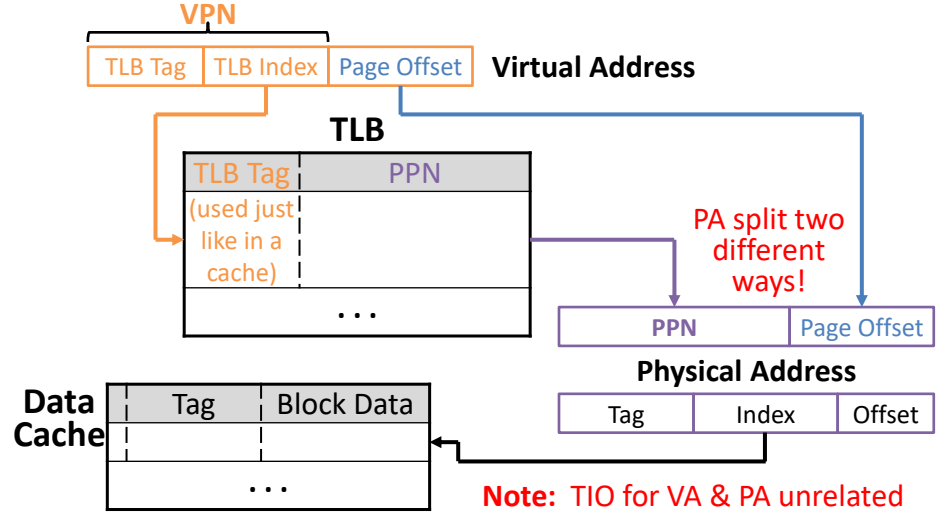 VPN
TLB Tag TLB Index Page Offset Virtual Address
TLB
TLB Tag PPN
(used just
like in a
cache)
. . .
PA split two
different
ways!
PPN Page Offset
Physical Address
Tag Index Offset
Data
Cache
Tag Block Data
. . .
Note: TIO for VA & PA unrelated